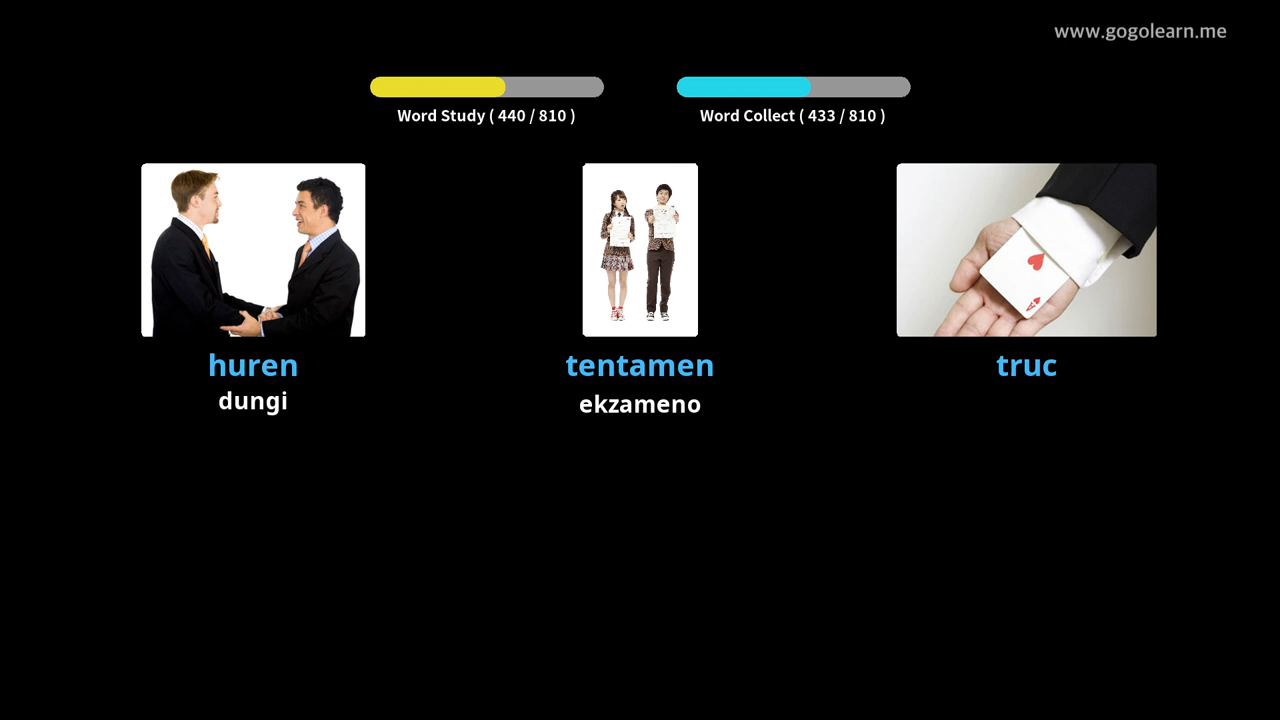 www.gogolearn.me
Word Study ( 440 / 810 )
Word Collect ( 433 / 810 )
huren
dungi
tentamen
ekzameno
truc